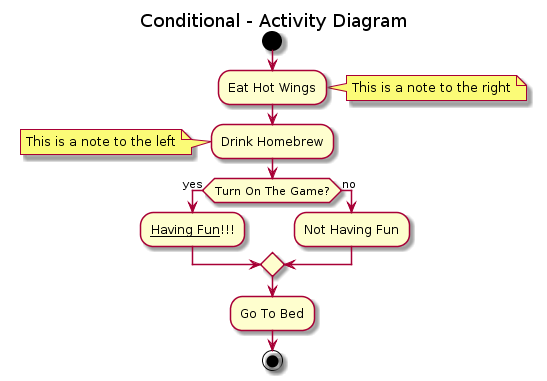 Conditional - Activity Diagram
Eat Hot Wings
This is a note to the right
This is a note to the left
Drink Homebrew
yes
Turn On The Game?
no
Having Fun!!!
Not Having Fun
Go To Bed